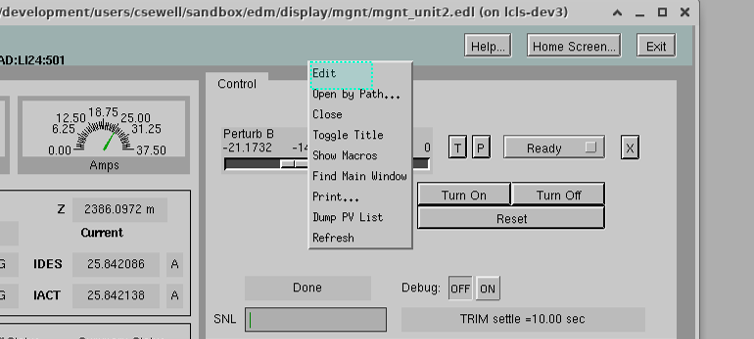 /development/users/csewell/sandbox/edm/display/mgnt/mgnt_unit2.edl (on lcls-dev3)
Help... Home Screen... Exit
AD:LI24:501
Control
Edit
Open by Path...
Close
Toggle Title
Show Macros
Find Main Window
Print...
Dump PV List
Refresh
12.50 18.75 25.00
6.25 31.25
0.00 37.50
Amps
Perturb B
-21.1732 -14 0
T P Ready X
Turn On Turn Off
Reset
Z 2386.0972 m
Current
G IDES 25.842086 A
G IACT 25.842138 A
Done Debug: OFF ON
SNL TRIM settle =10.00 sec